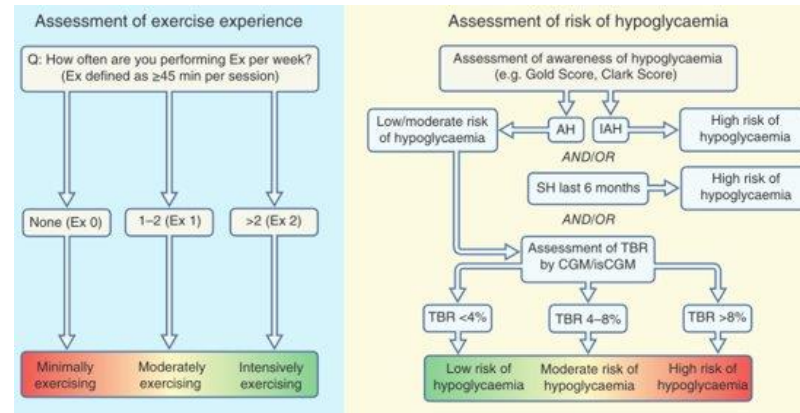 Assessment of exercise experience
Q: How often are you performing Ex per week?
(Ex defined as ≥45 min per session)
None (Ex 0)
1–2 (Ex 1)
>2 (Ex 2)
Minimally
exercising
Moderately
exercising
Intensively
exercising
Assessment of risk of hypoglycaemia
Assessment of awareness of hypoglycaemia
(e.g. Gold Score, Clark Score)
Low/moderate risk
of hypoglycaemia
AH
IAH
High risk of
hypoglycaemia
AND/OR
SH last 6 months
High risk of
hypoglycaemia
AND/OR
Assessment of TBR
by CGM/isCGM
TBR <4%
TBR 4–8%
TBR >8%
Low risk of
hypoglycaemia
Moderate risk of
hypoglycaemia
High risk of
hypoglycaemia